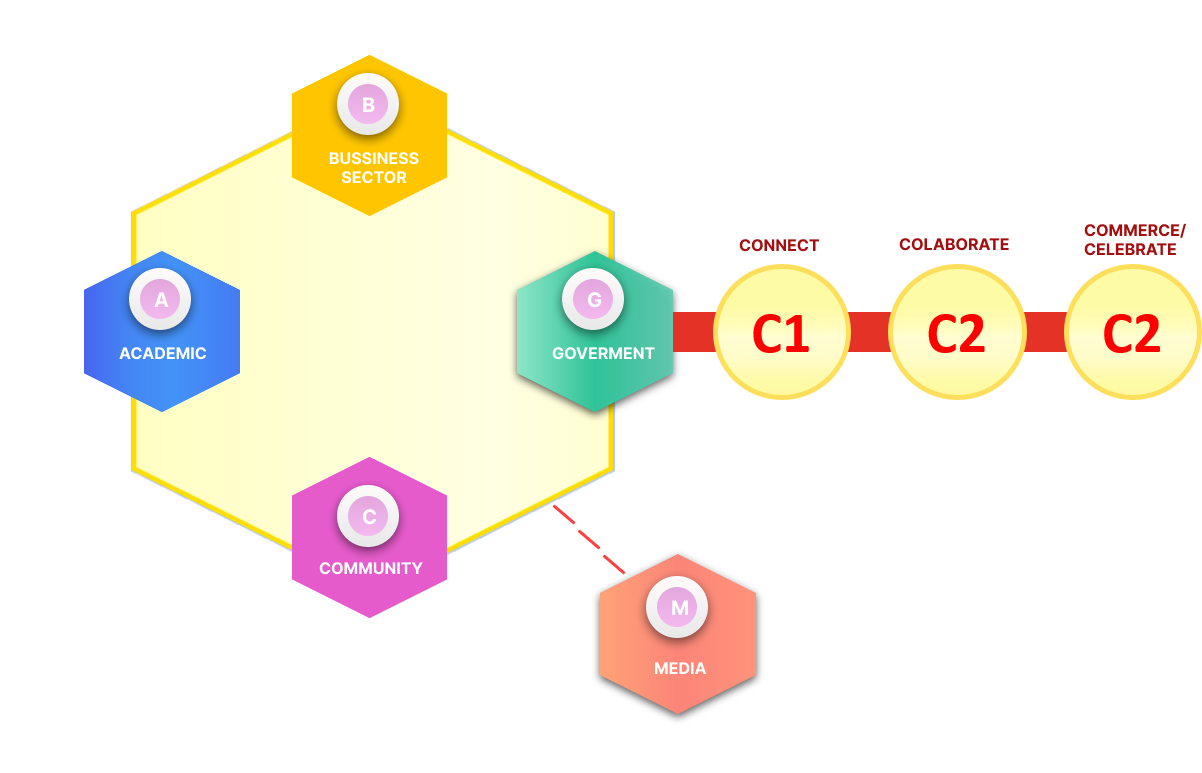 B
BUSSINESS
SECTOR
A
ACADEMIC
G
GOVERMENT
C
COMMUNITY
M
MEDIA
CONNECT
C1
COLABORATE
C2
COMMERCE/
CELEBRATE
C2